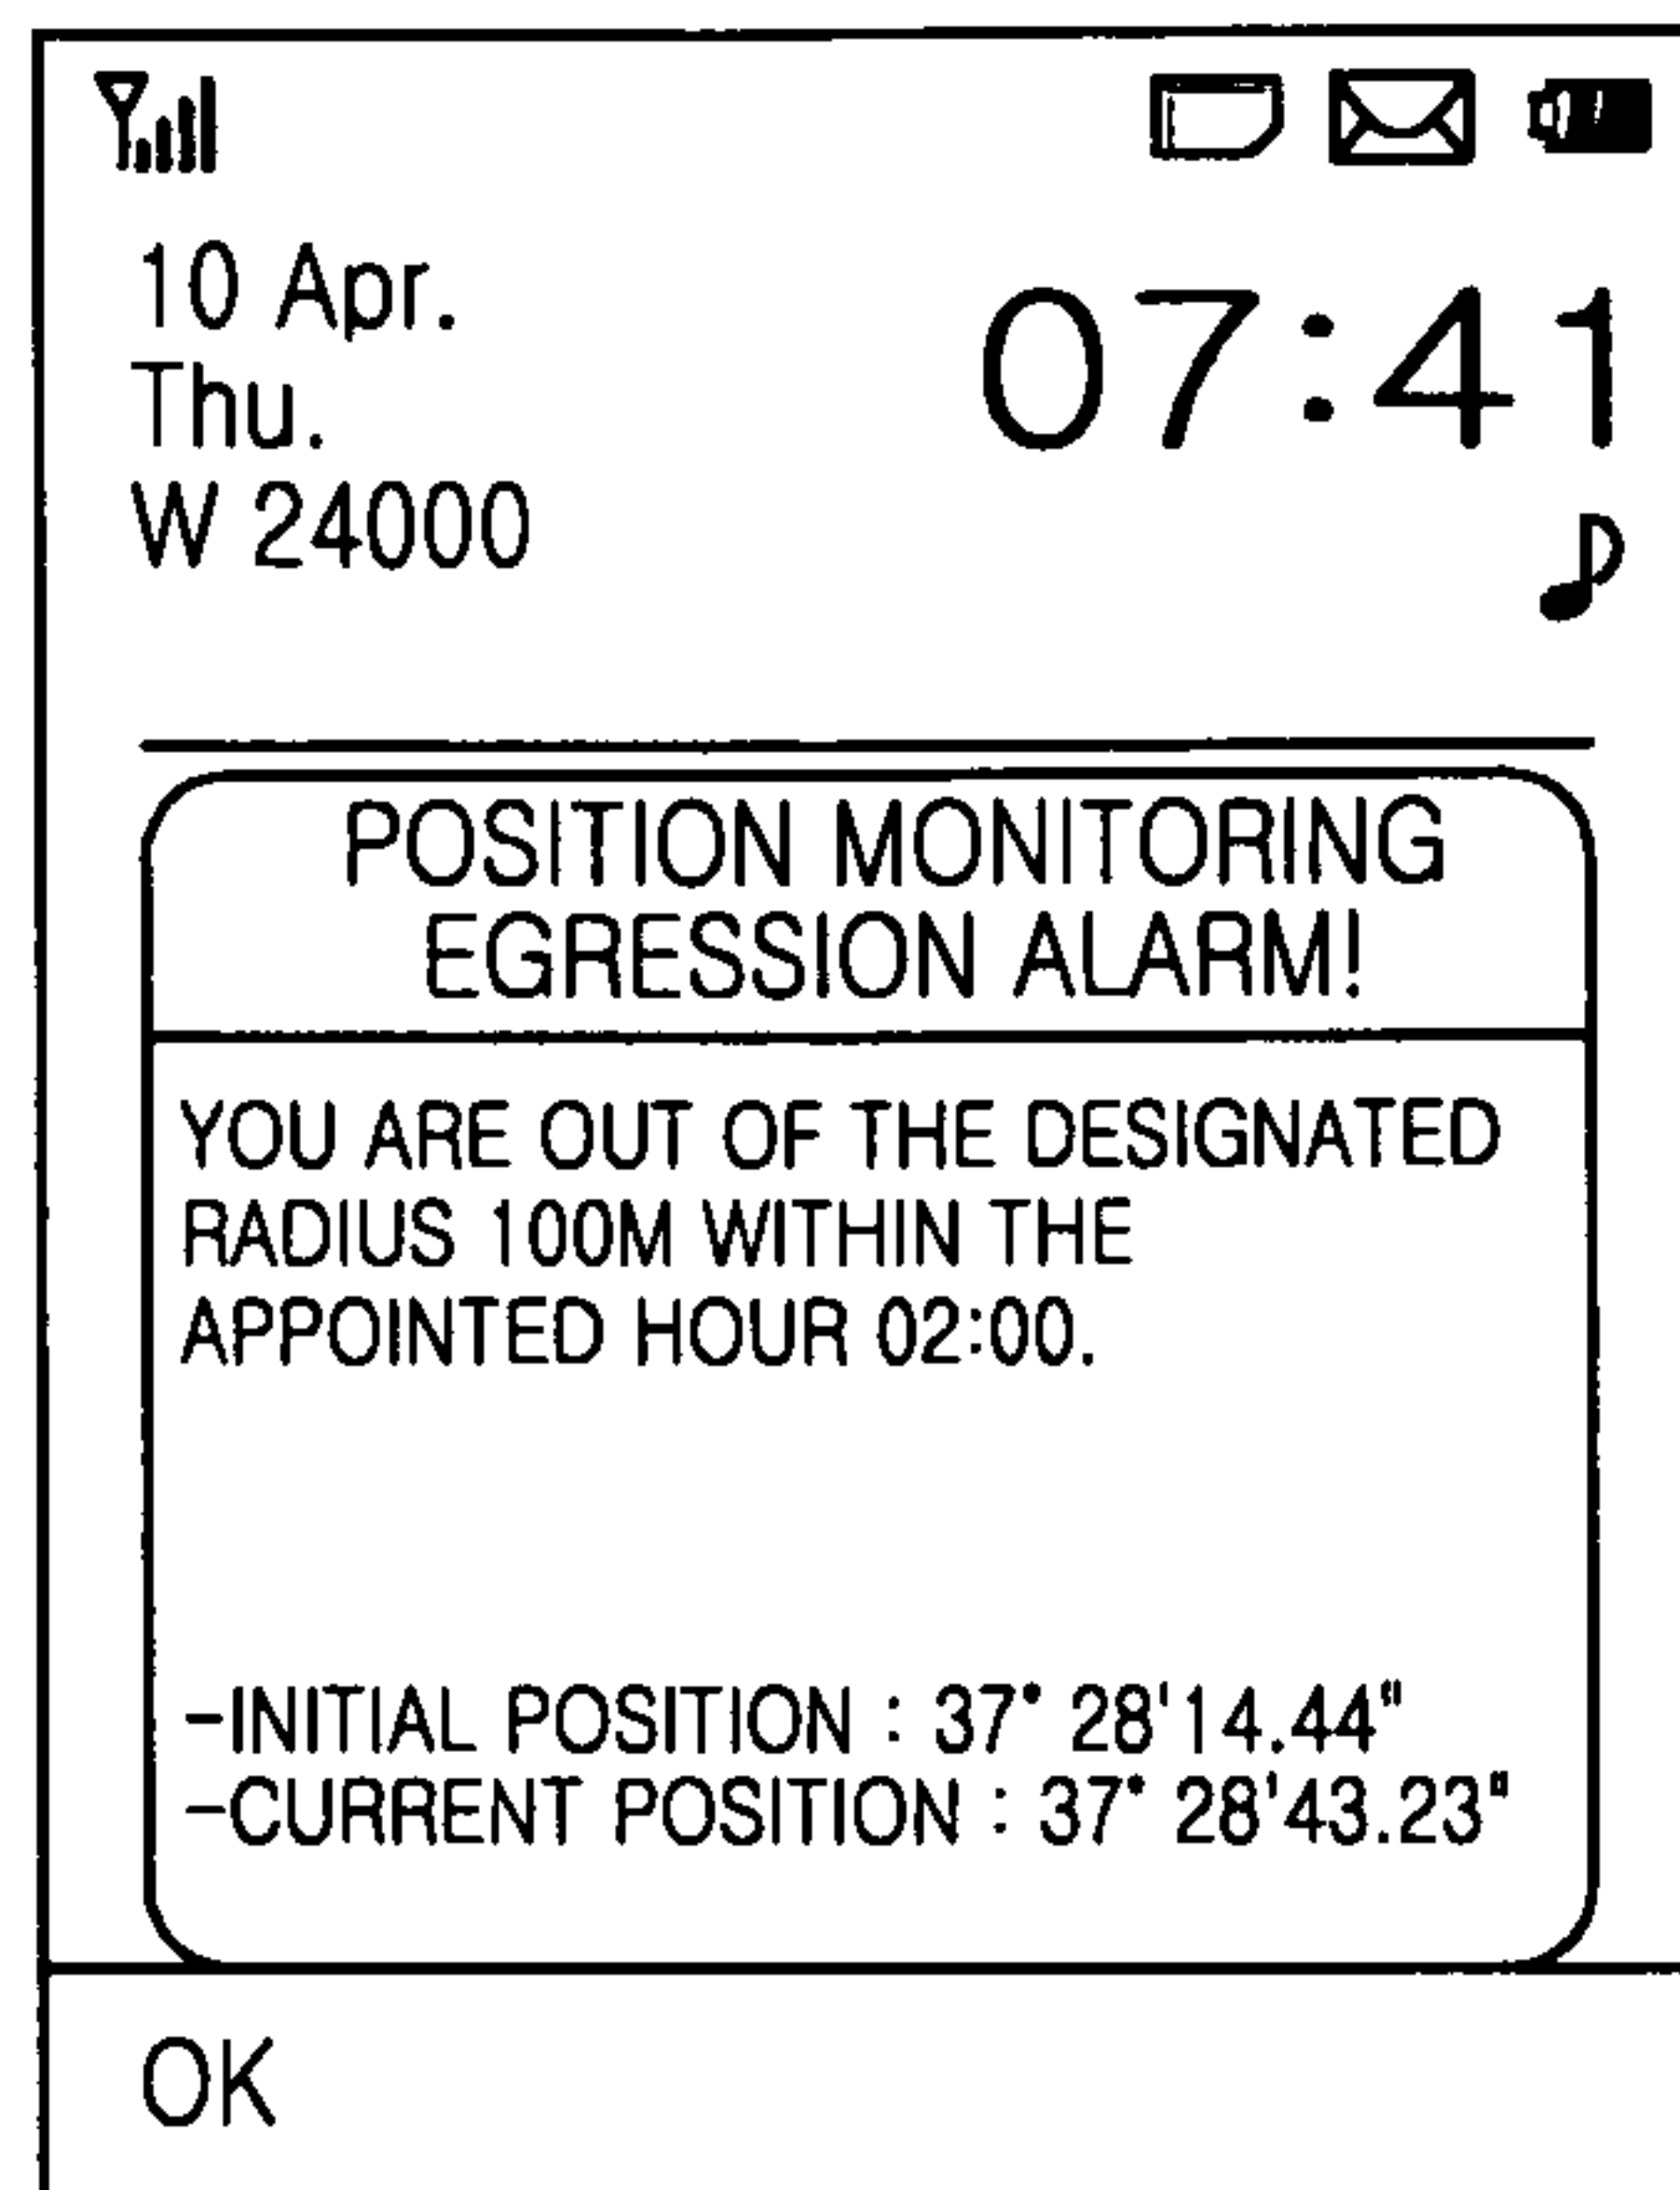 10 Apr.
07:41
Thu.
W 24000
POSITION MONITORING
EGRESSION ALARM!
YOU ARE OUT OF THE DESIGNATED
RADIUS 100M WITHIN THE
APPOINTED HOUR 02:00.
-INITIAL POSITION : 37° 28'14.44"
-CURRENT POSITION : 37° 28'43.23"
OK